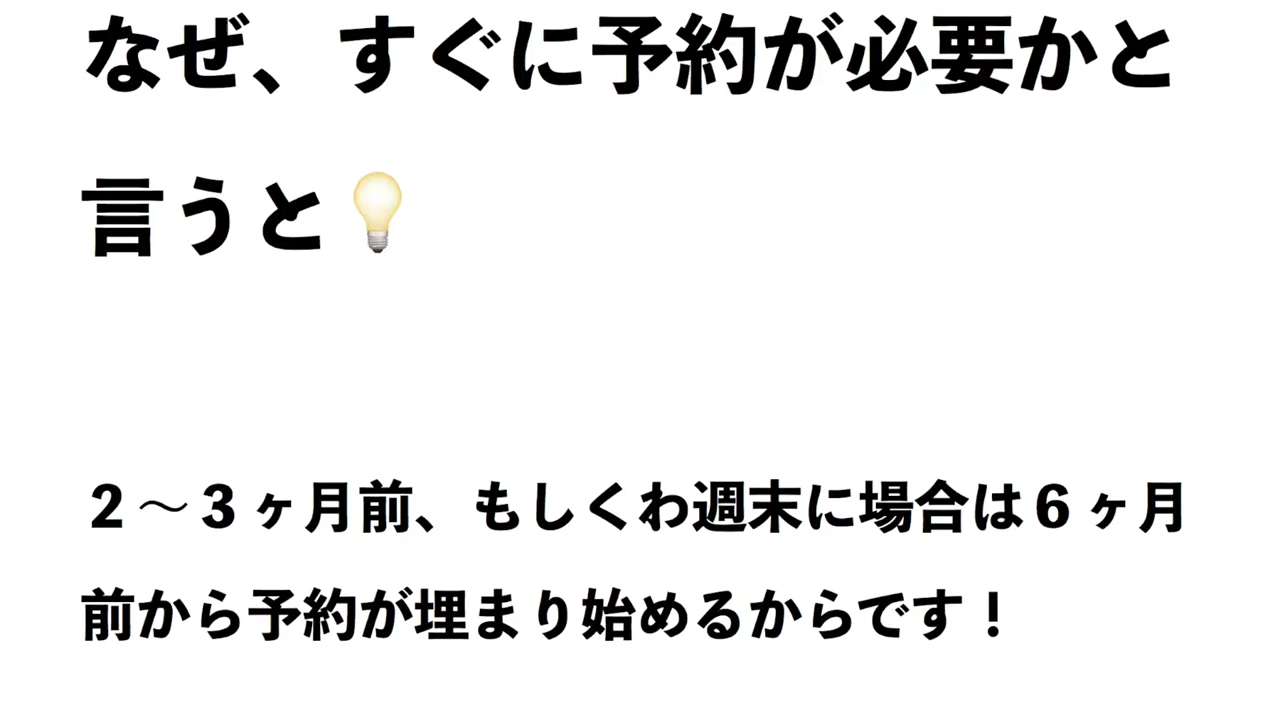 なぜ、すぐに予約が必要かと
言うと💡
２〜３ヶ月前、もしくわ週末に場合は６ヶ月
前から予約が埋まり始めるからです！